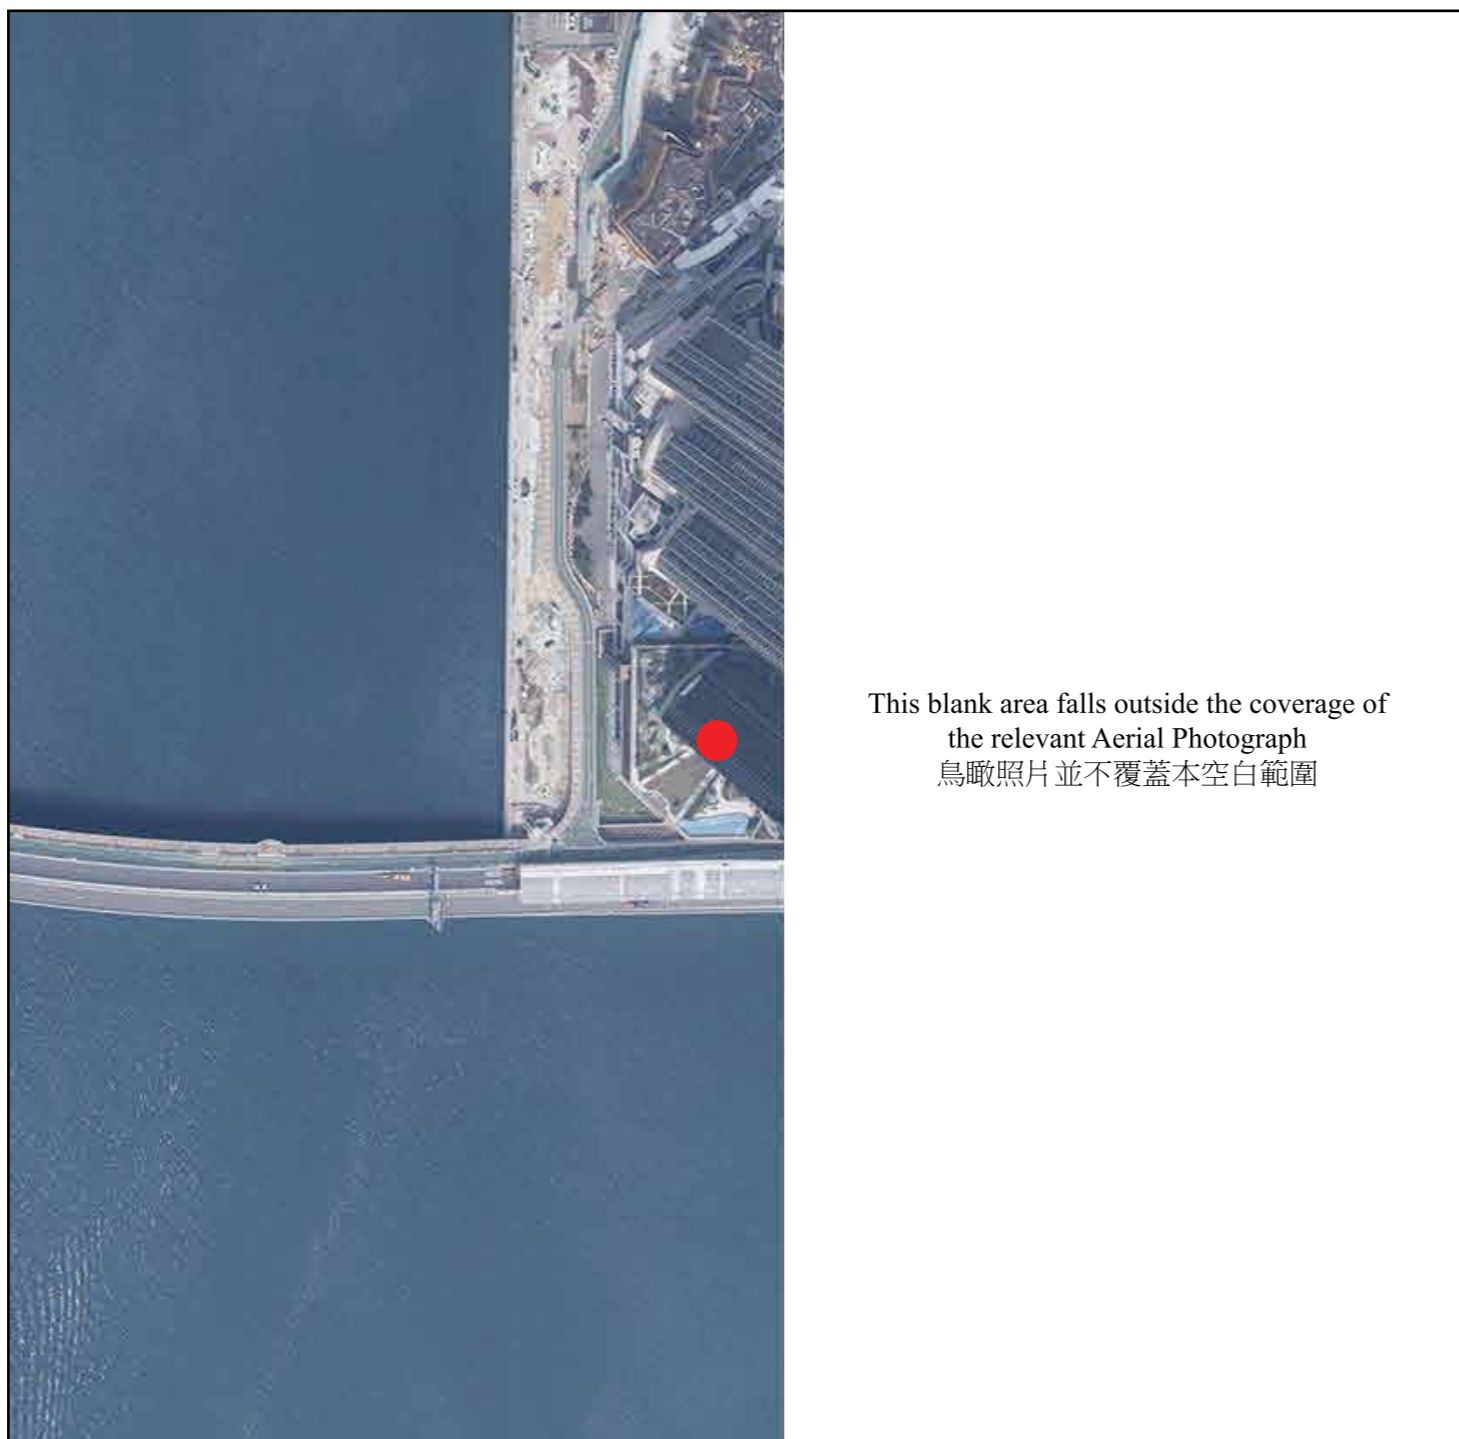 This blank area falls outside the coverage of
the relevant Aerial Photograph
鳥瞰照片並不覆蓋本空白範圍